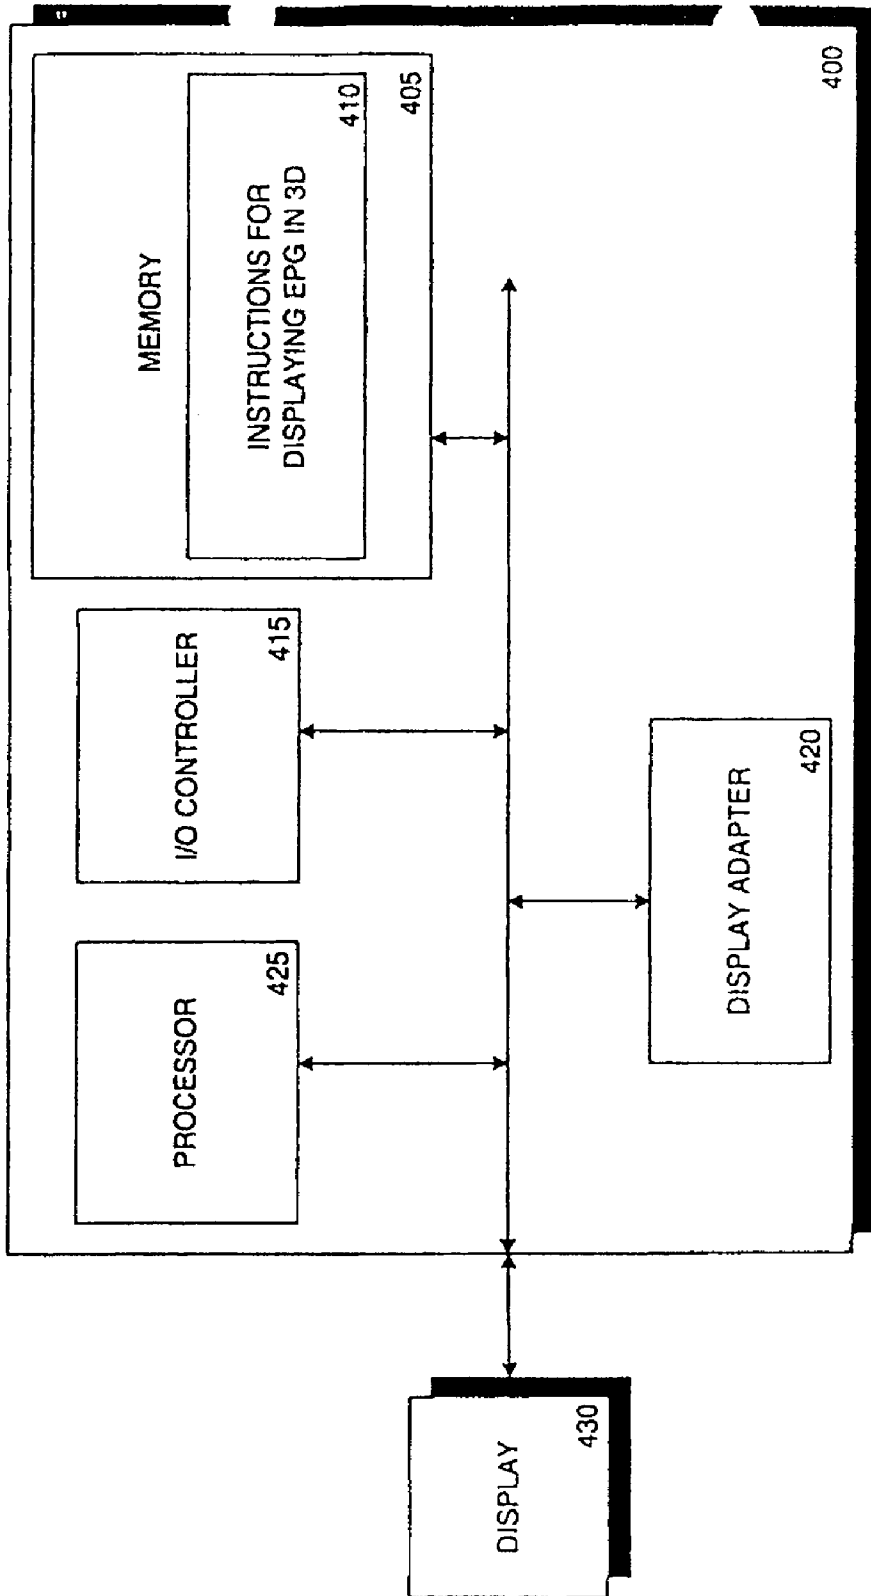 MEMORY
INSTRUCTIONS FOR
DISPLAYING EPG IN 3D
410
405
I/O CONTROLLER
415
PROCESSOR
425
DISPLAY ADAPTER
420
400
DISPLAY
430